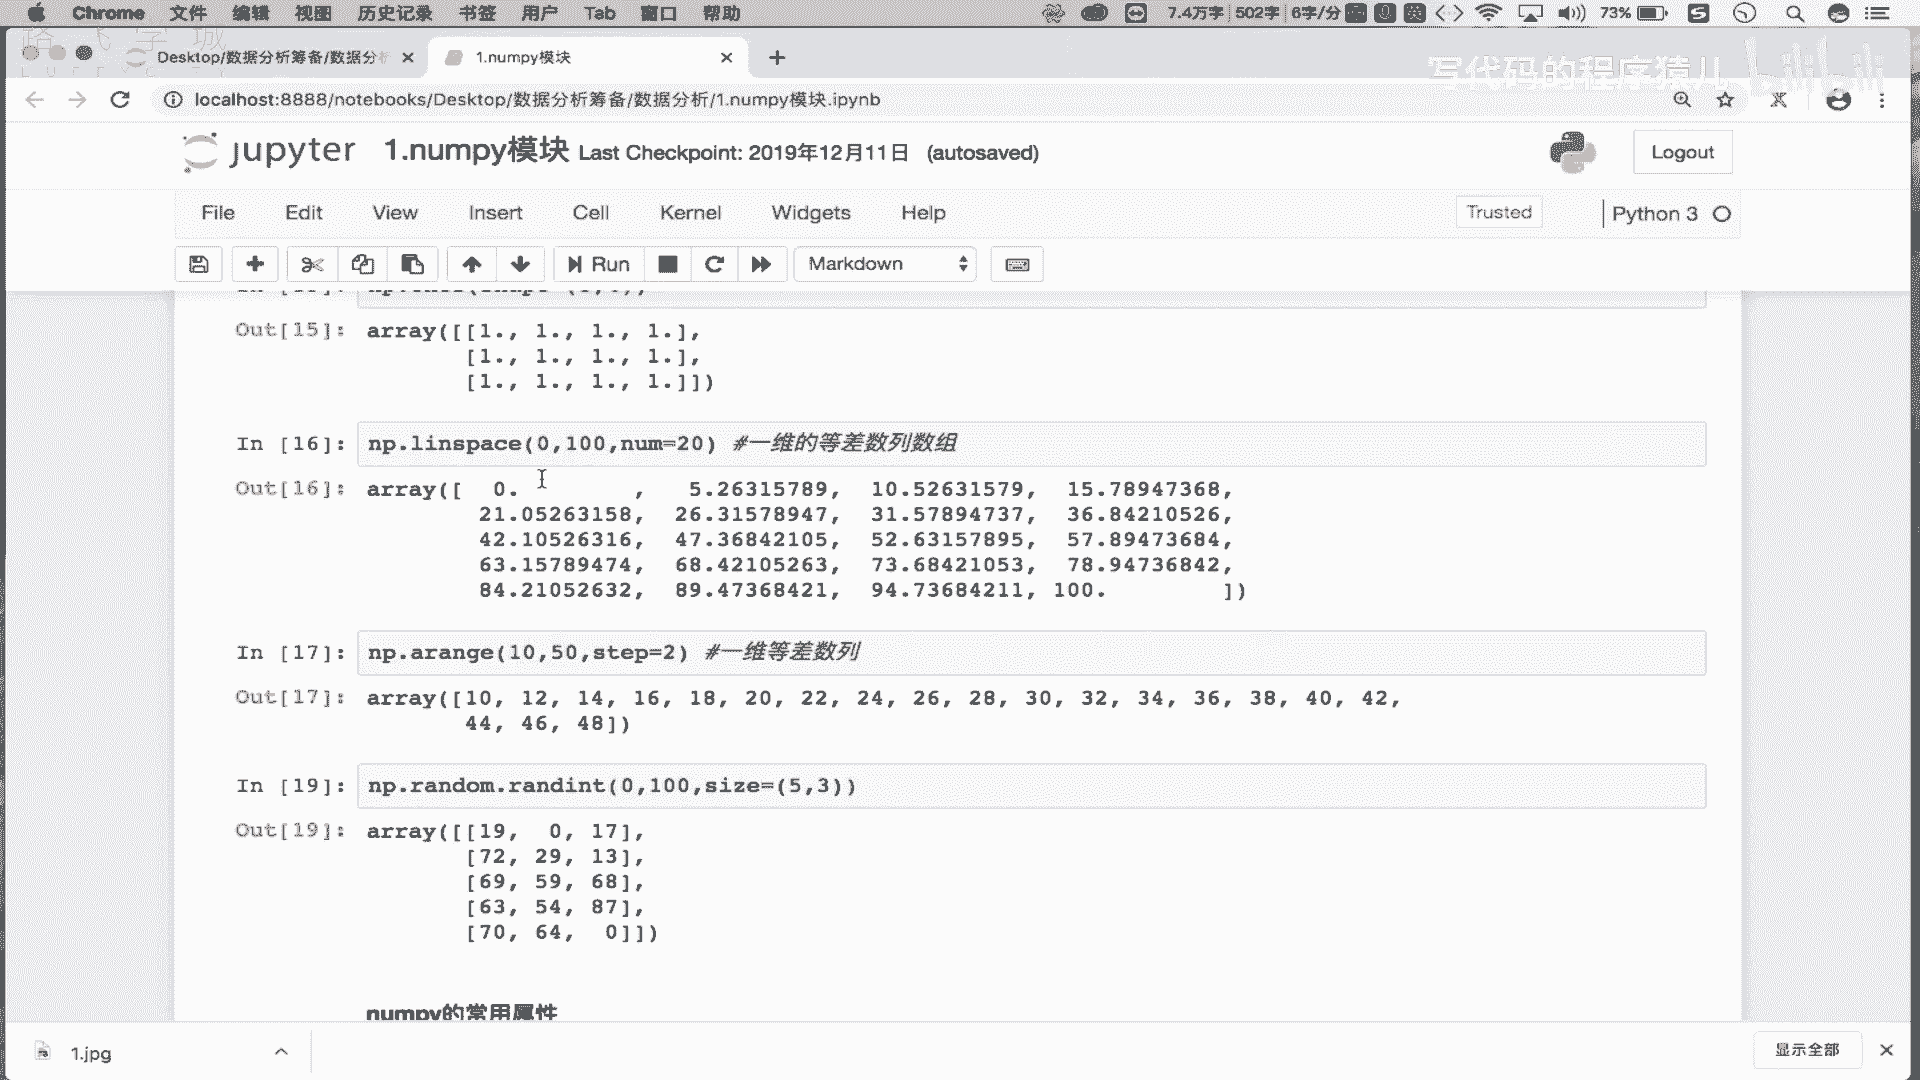 Chrome 文件 编辑 视图 历史记录 书签 用户 Tab 窗口 帮助 7.4万字 502字 6字/分 英 73% S
Desktop/数据分析筹备/数据分析 1.numpy模块
写代码的程序猿儿 bilibili
localhost:8888/notebooks/Desktop/数据分析筹备/数据分析/1.numpy模块.ipynb
jupyter 1.numpy模块 Last Checkpoint: 2019年12月11日 (autosaved) Logout
File Edit View Insert Cell Kernel Widgets Help Trusted Python 3
Run Markdown
Out[15]: array([[1., 1., 1., 1.],
[1., 1., 1., 1.],
[1., 1., 1., 1.]])
In [16]: np.linspace(0,100,num=20) #一维的等差数列数组
Out[16]: array([ 0. , 5.26315789, 10.52631579, 15.78947368,
21.05263158, 26.31578947, 31.57894737, 36.84210526,
42.10526316, 47.36842105, 52.63157895, 57.89473684,
63.15789474, 68.42105263, 73.68421053, 78.94736842,
84.21052632, 89.47368421, 94.73684211, 100. ])
In [17]: np.arange(10,50,step=2) #一维等差数列
Out[17]: array([10, 12, 14, 16, 18, 20, 22, 24, 26, 28, 30, 32, 34, 36, 38, 40, 42,
44, 46, 48])
In [19]: np.random.randint(0,100,size=(5,3))
Out[19]: array([[19, 0, 17],
[72, 29, 13],
[69, 59, 68],
[63, 54, 87],
[70, 64, 0]])
numpy的常用属性
1.jpg 显示全部